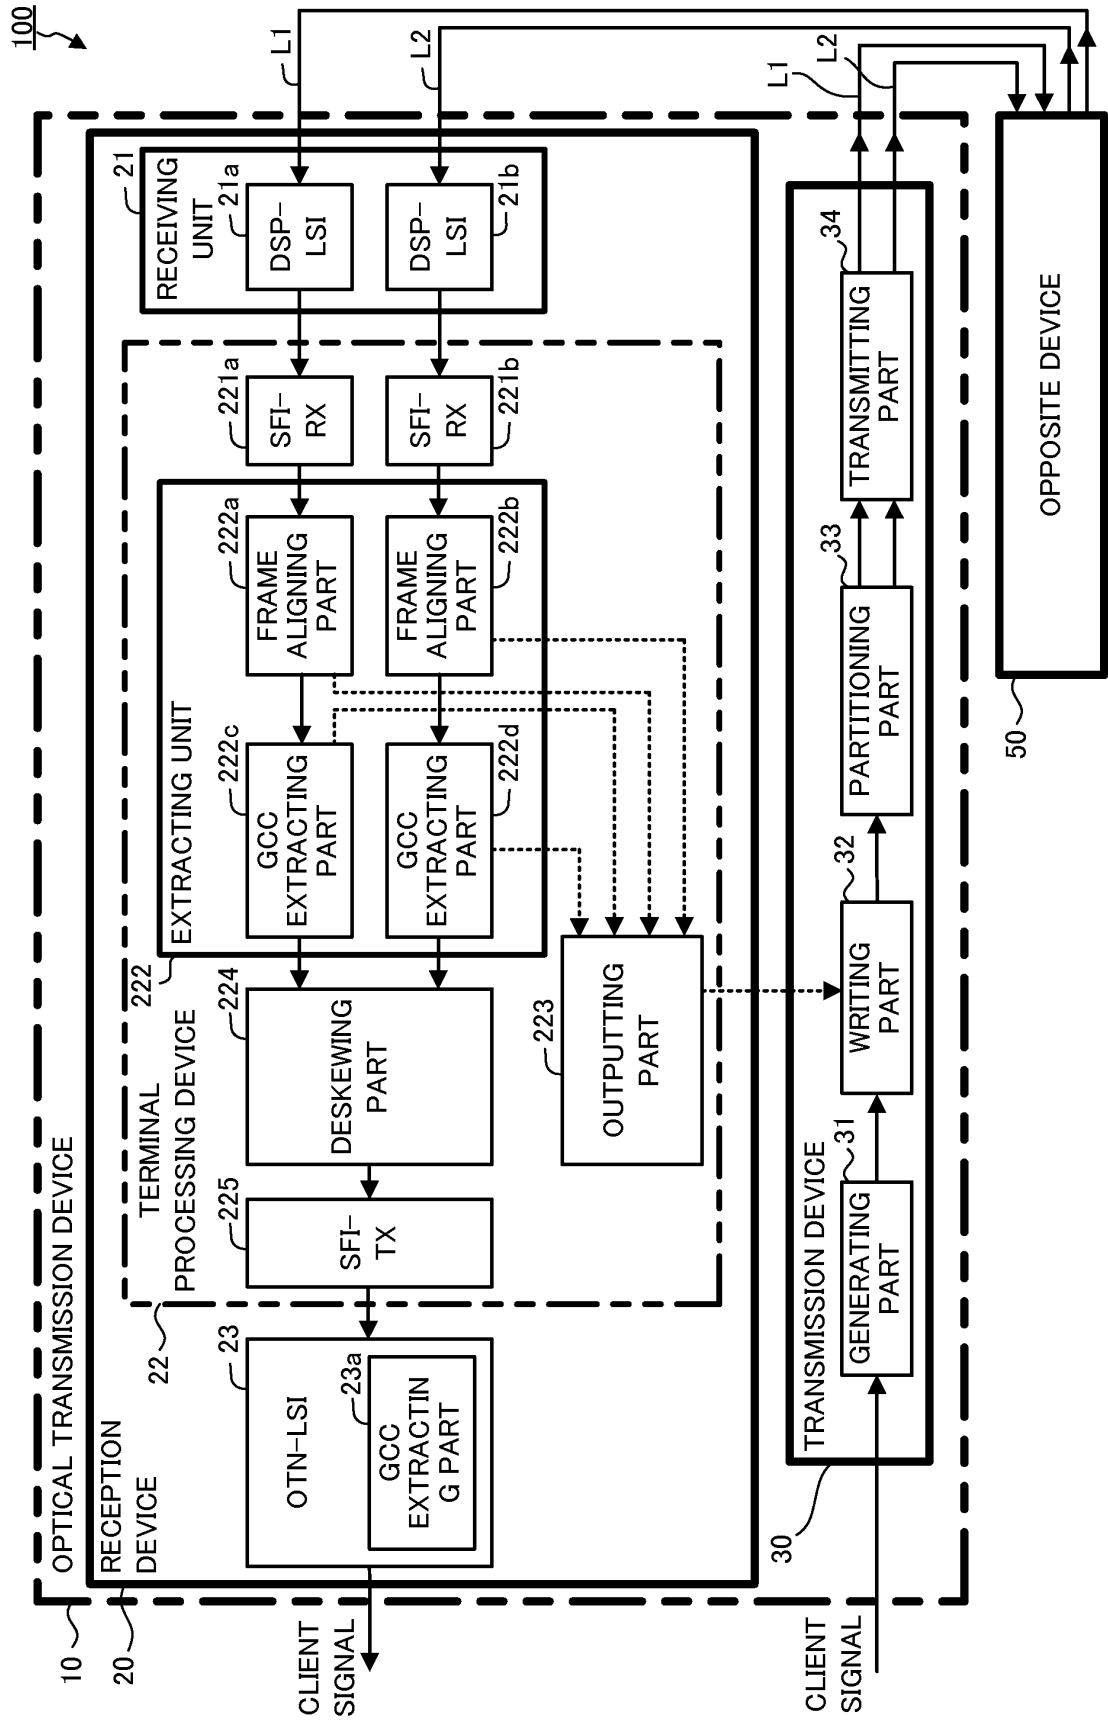 100
OPTICAL TRANSMISSION DEVICE
10
RECEPTION
DEVICE
20
CLIENT
SIGNAL
OTN-LSI
23
GCC
EXTRACTIN
G PART
23a
TERMINAL
PROCESSING DEVICE
22
SFI-
TX
225
DESKEWING
PART
224
EXTRACTING UNIT
222
GCC
EXTRACTING
PART
222c
GCC
EXTRACTING
PART
222d
FRAME
ALIGNING
PART
222a
FRAME
ALIGNING
PART
222b
OUTPUTTING
PART
223
SFI-
RX
221a
SFI-
RX
221b
RECEIVING
UNIT
21
DSP-
LSI
21a
DSP-
LSI
21b
L1
L2
CLIENT
SIGNAL
TRANSMISSION DEVICE
30
GENERATING
PART
31
WRITING
PART
32
PARTITIONING
PART
33
TRANSMITTING
PART
34
L1
L2
OPPOSITE DEVICE
50